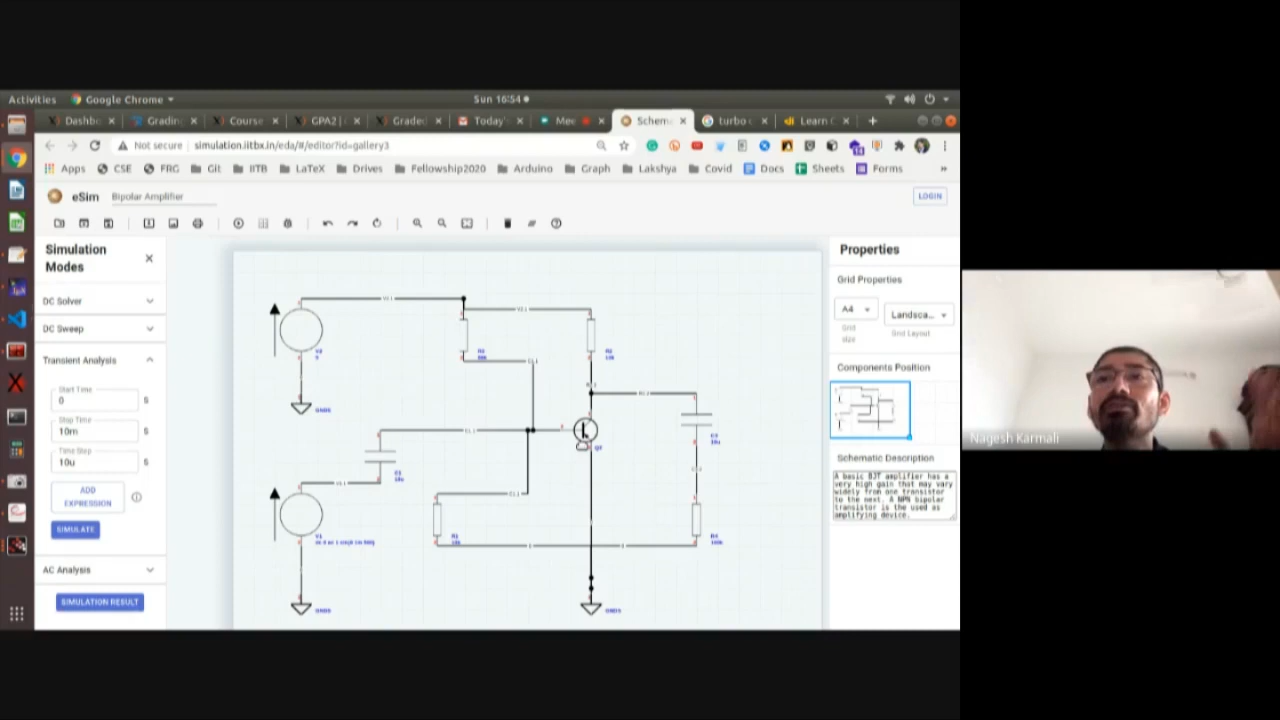 Activities Google Chrome Sun 16:54
Dashbo Grading Course GPA2 | Graded Today' Mee Schema turbo c Learn C
Not secure simulation.iitbx.in/eda/#/editor?id=gallery3
Apps CSE FRG Git IITB LaTeX Drives Fellowship2020 Arduino Graph Lakshya Covid Docs Sheets Forms »
eSim Bipolar Amplifier LOGIN
Simulation
Modes
DC Solver
DC Sweep
Transient Analysis
Start Time
0 S
Stop Time
10m S
Time Step
10u S
ADD
EXPRESSION
SIMULATE
AC Analysis
SIMULATION RESULT
Properties
Grid Properties
A4 Landsca...
Grid
size
Grid Layout
Components Position
Schematic Description
A basic BJT amplifier has a
very high gain that may vary
widely from one transistor
to the next. A NPN bipolar
transistor is the used as
amplifying device.
Nagesh Karmali